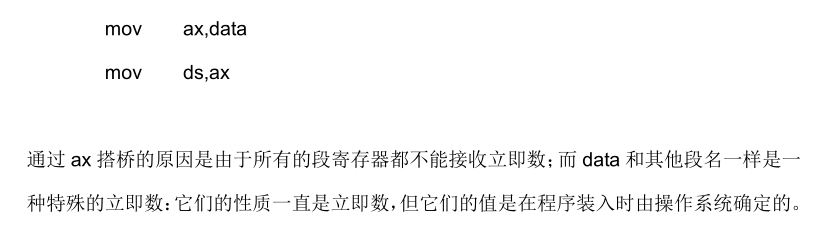 mov ax,data
mov ds,ax
通过 ax 搭桥的原因是由于所有的段寄存器都不能接收立即数；而 data 和其他段名一样是一
种特殊的立即数：它们的性质一直是立即数，但它们的值是在程序装入时由操作系统确定的。